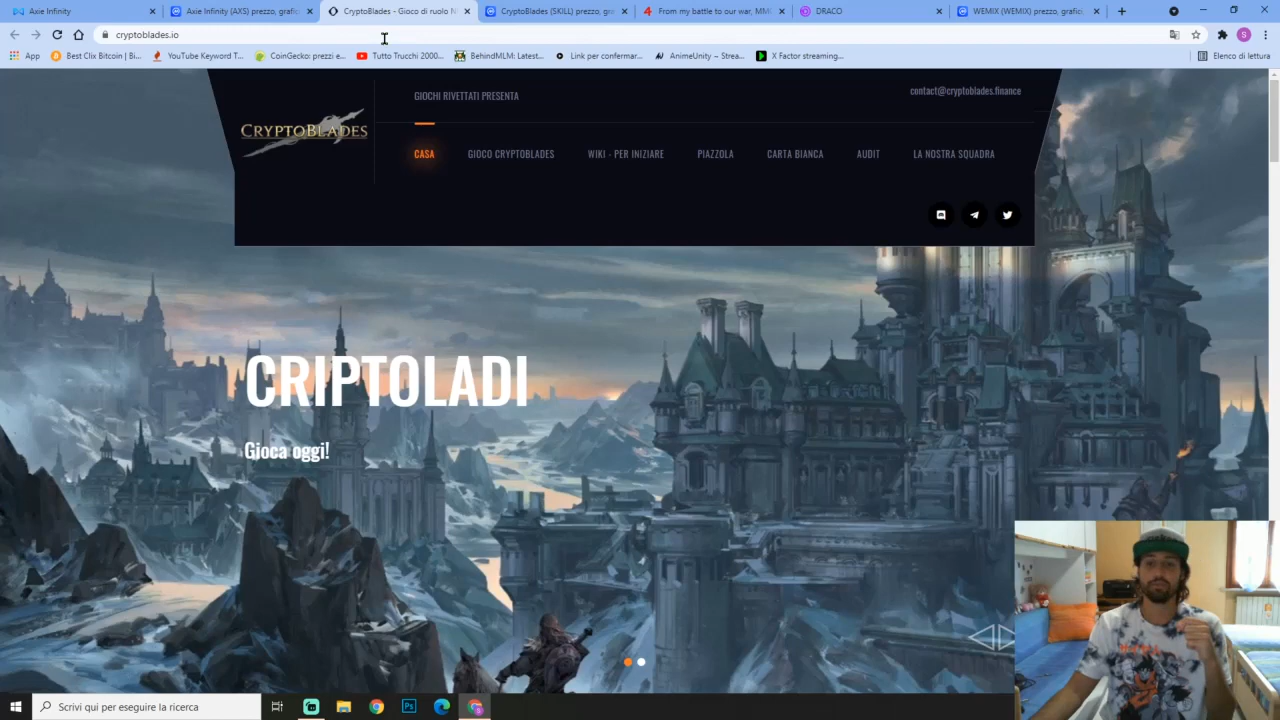 Axie Infinity
Axie Infinity (AXS) prezzo, grafici
CryptoBlades - Gioco di ruolo N
CryptoBlades (SKILL) prezzo, gra
From my battle to our war, MM
DRACO
WEMIX (WEMIX) prezzo, grafici,
cryptoblades.io
S
App
Best Clix Bitcoin | Bi...
YouTube Keyword T...
CoinGecko: prezzi e...
Tutto Trucchi 2000...
BehindMLM: Latest...
Link per confermar...
AnimeUnity ~ Strea...
X Factor streaming...
Elenco di lettura
GIOCHI RIVETTATI PRESENTA
contact@cryptoblades.finance
CRYPTOBLADES
CASA
GIOCO CRYPTOBLADES
WIKI - PER INIZIARE
PIAZZOLA
CARTA BIANCA
AUDIT
LA NOSTRA SQUADRA
CRIPTOLADI
Gioca oggi!
Scrivi qui per eseguire la ricerca
Ps